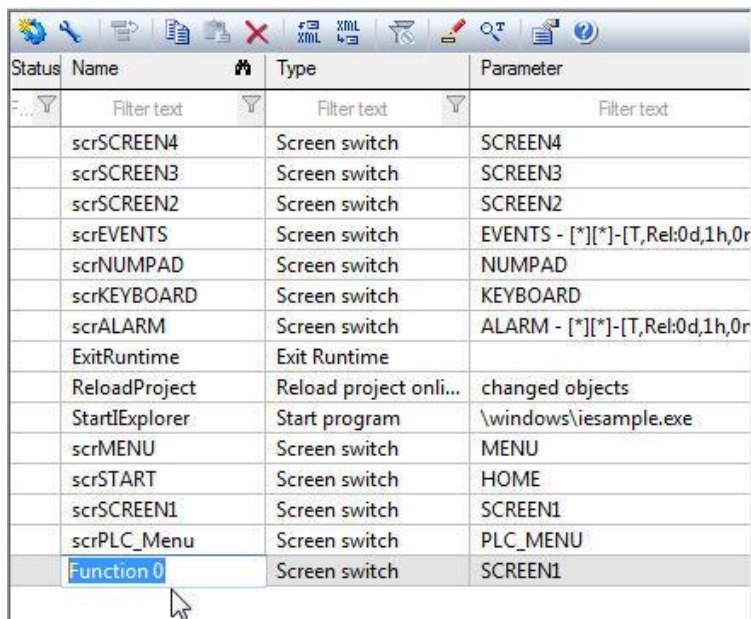 XML XML T
Status Name Type Parameter
F... Filter text Filter text Filter text
scrSCREEN4 Screen switch SCREEN4
scrSCREEN3 Screen switch SCREEN3
scrSCREEN2 Screen switch SCREEN2
scrEVENTS Screen switch EVENTS - [*][*]-[T,Rel:0d,1h,0
scrNUMPAD Screen switch NUMPAD
scrKEYBOARD Screen switch KEYBOARD
scrALARM Screen switch ALARM - [*][*]-[T,Rel:0d,1h,0
ExitRuntime Exit Runtime
ReloadProject Reload project onli... changed objects
StartIExplorer Start program \windows\iesample.exe
scrMENU Screen switch MENU
scrSTART Screen switch HOME
scrSCREEN1 Screen switch SCREEN1
scrPLC_Menu Screen switch PLC_MENU
Function 0 Screen switch SCREEN1